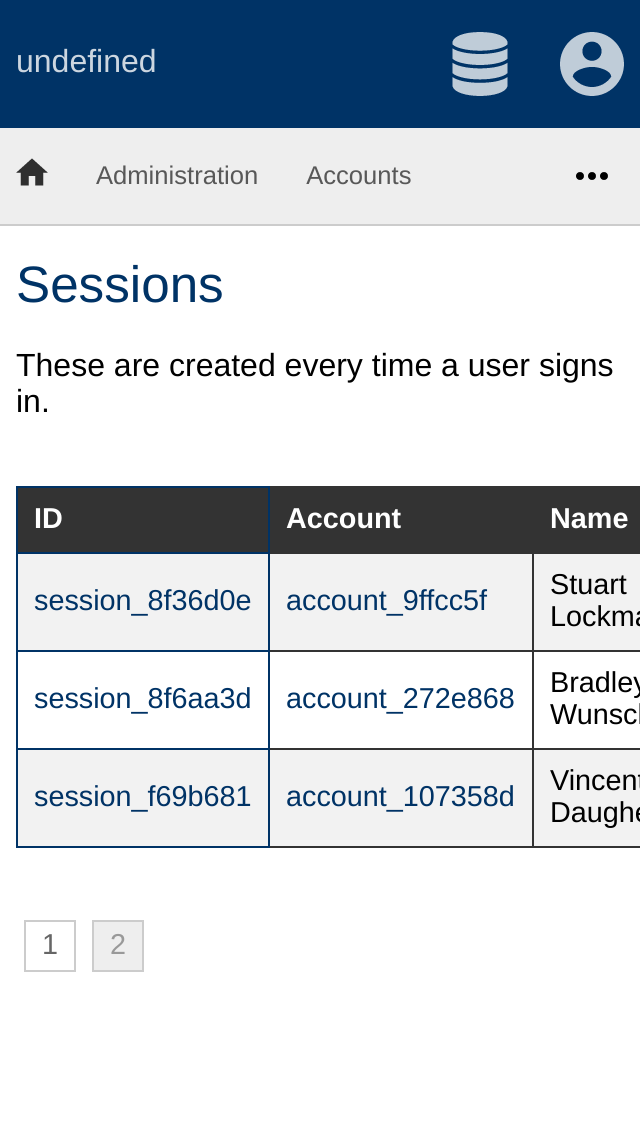 undefined
Administration Accounts
Sessions
These are created every time a user signs
in.
ID Account Name
session_8f36d0e account_9ffcc5f Stuart
Lockma
session_8f6aa3d account_272e868 Bradley
Wunsc
session_f69b681 account_107358d Vincent
Daughe
1 2